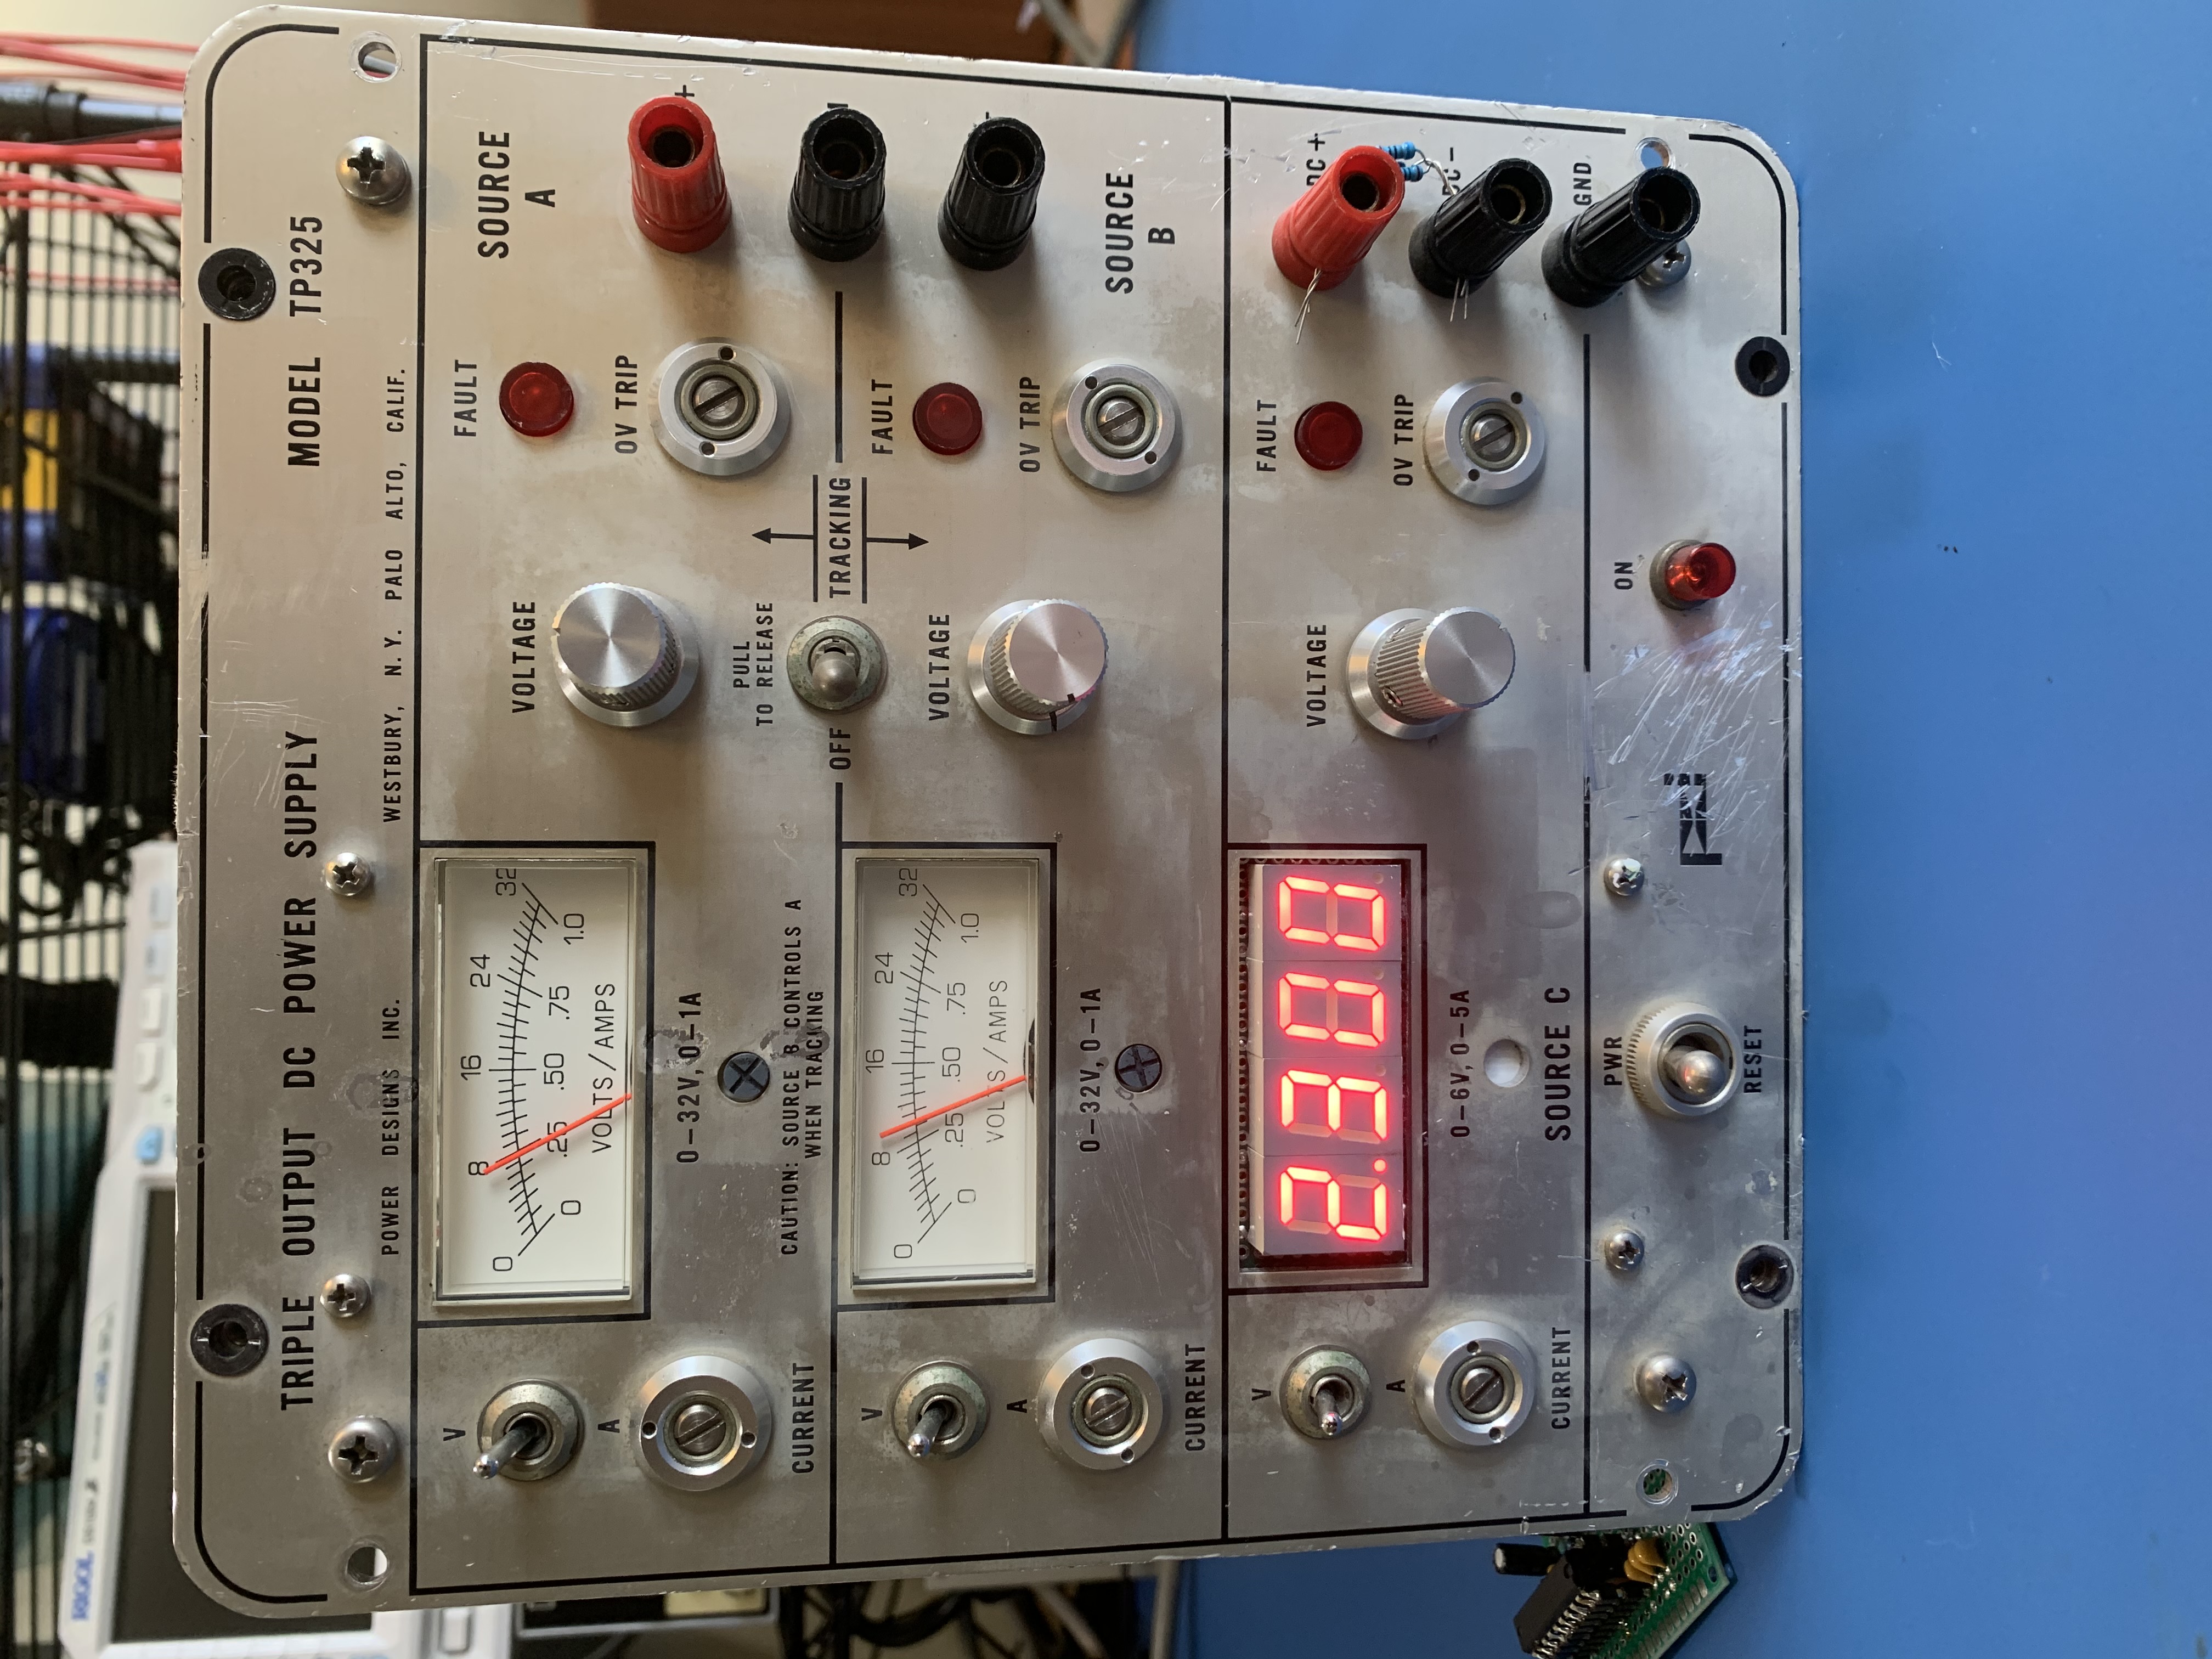 RIGOL
TRIPLE OUTPUT DC POWER SUPPLY
MODEL TP325
POWER DESIGNS INC.
WESTBURY, N.Y. PALO ALTO, CALIF.
V
0 8 16 24 32
0 .25 .50 .75 1.0
VOLTS/AMPS
VOLTAGE
FAULT
SOURCE
A
A
OV TRIP
+
0-32V, 0-1A
PULL
TO RELEASE
CURRENT
CAUTION: SOURCE B CONTROLS A
WHEN TRACKING
OFF
TRACKING
V
0 8 16 24 32
0 .25 .50 .75 1.0
VOLTS/AMPS
VOLTAGE
FAULT
-
A
OV TRIP
0-32V, 0-1A
SOURCE
B
CURRENT
V
2.300
VOLTAGE
FAULT
DC +
A
OV TRIP
DC -
0-6V, 0-5A
CURRENT
SOURCE C
GND
PWR
ON
RESET